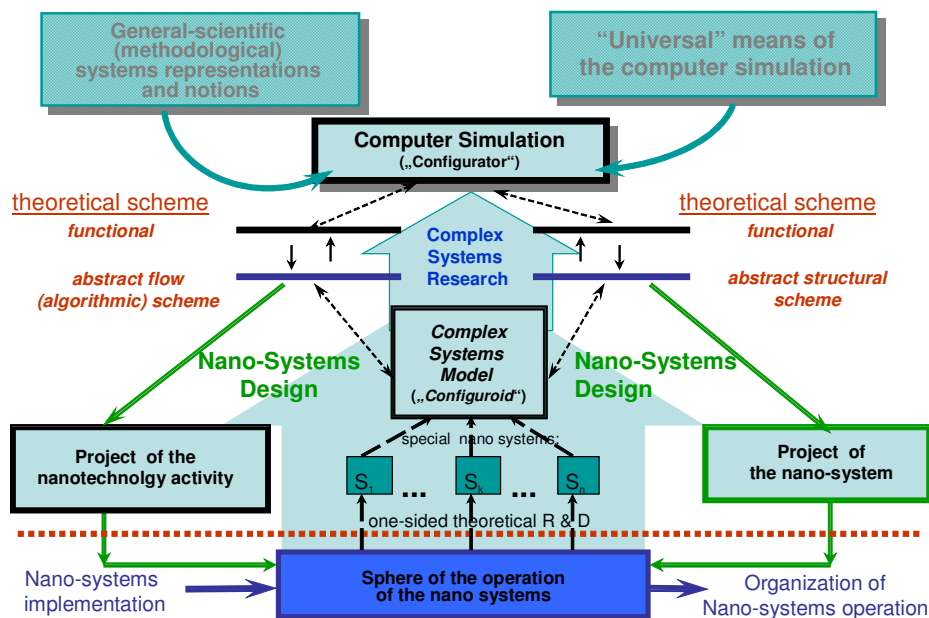 General-scientific
(methodological)
systems representations
and notions
“Universal” means of
the computer simulation
Computer Simulation
(„Configurator“)
theoretical scheme
functional
theoretical scheme
functional
Complex
Systems
Research
abstract flow
(algorithmic) scheme
abstract structural
scheme
Complex
Systems
Model
(„Configuroid“)
Nano-Systems
Design
Nano-Systems
Design
special nano systems:
Project of the
nanotechnolgy activity
Project of
the nano-system
S1 ... Sk ... Sn
one-sided theoretical R & D
Nano-systems
implementation
Sphere of the operation
of the nano systems
Organization of
Nano-systems operation